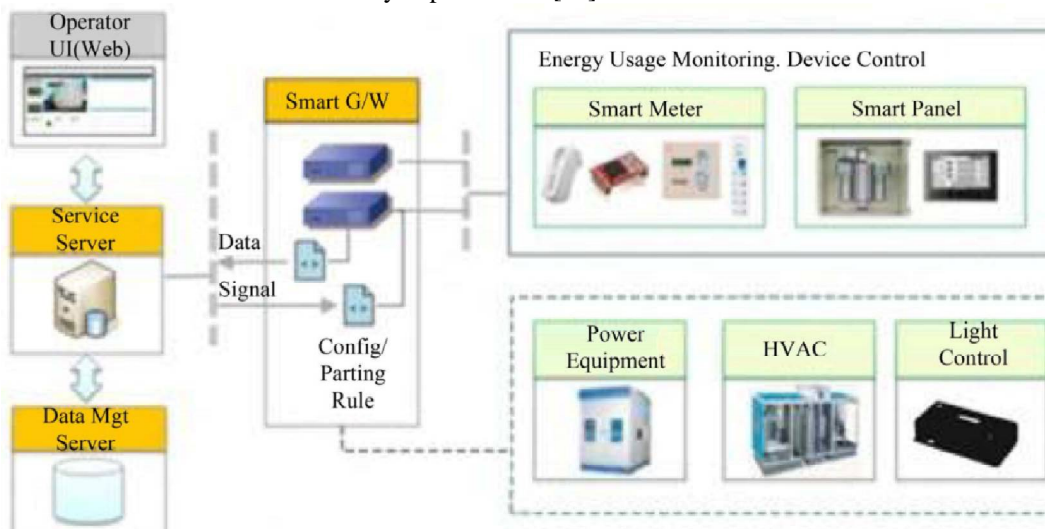 Operator
UI(Web)
Service
Server
Data Mgt
Server
Smart G/W
Data
Signal
Config/
Parting
Rule
Energy Usage Monitoring. Device Control
Smart Meter
Smart Panel
Power
Equipment
HVAC
Light
Control